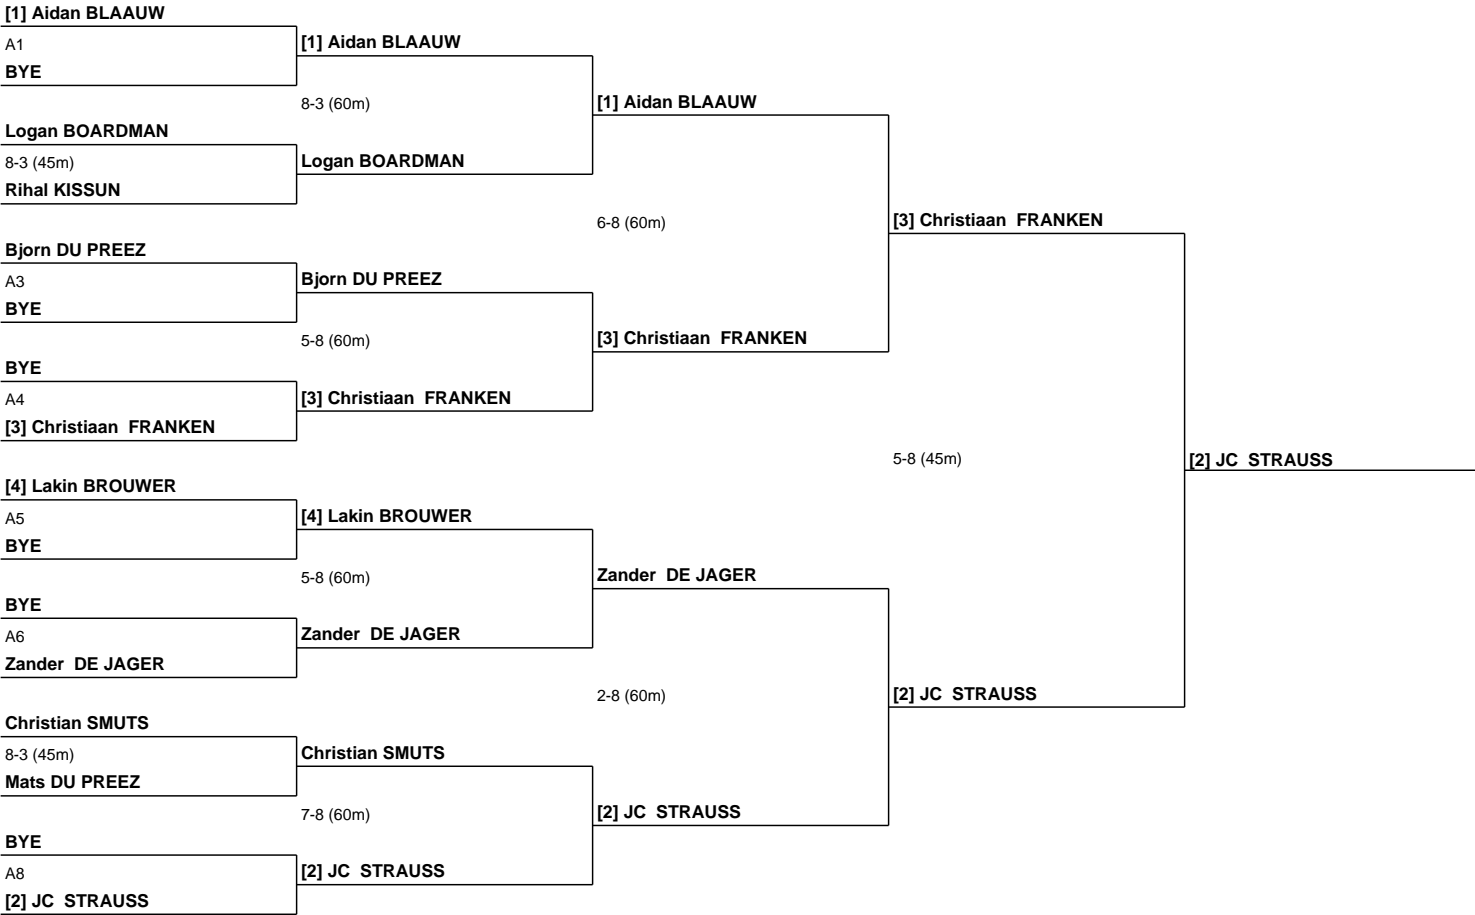 [1] Aidan BLAAUW
A1
BYE
Logan BOARDMAN
8-3 (45m)
Rihal KISSUN
Bjorn DU PREEZ
A3
BYE
BYE
A4
[3] Christiaan FRANKEN
[4] Lakin BROUWER
A5
BYE
BYE
A6
Zander DE JAGER
Christian SMUTS
8-3 (45m)
Mats DU PREEZ
BYE
A8
[2] JC STRAUSS
[1] Aidan BLAAUW
8-3 (60m)
Logan BOARDMAN
Bjorn DU PREEZ
5-8 (60m)
[3] Christiaan FRANKEN
[4] Lakin BROUWER
5-8 (60m)
Zander DE JAGER
Christian SMUTS
7-8 (60m)
[2] JC STRAUSS
[1] Aidan BLAAUW
6-8 (60m)
[3] Christiaan FRANKEN
Zander DE JAGER
2-8 (60m)
[2] JC STRAUSS
[3] Christiaan FRANKEN
5-8 (45m)
[2] JC STRAUSS
[2] JC STRAUSS